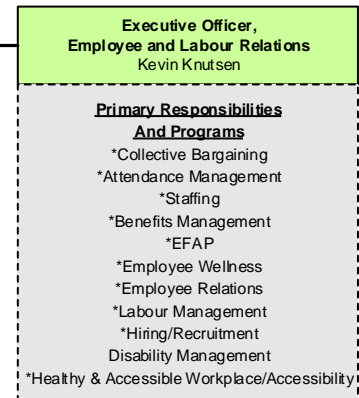 Executive Officer,
Employee and Labour Relations
Kevin Knutsen
Primary Responsibilities
And Programs
*Collective Bargaining
*Attendance Management
*Staffing
*Benefits Management
*EFAP
*Employee Wellness
*Employee Relations
*Labour Management
*Hiring/Recruitment
Disability Management
*Healthy & Accessible Workplace/Accessibility